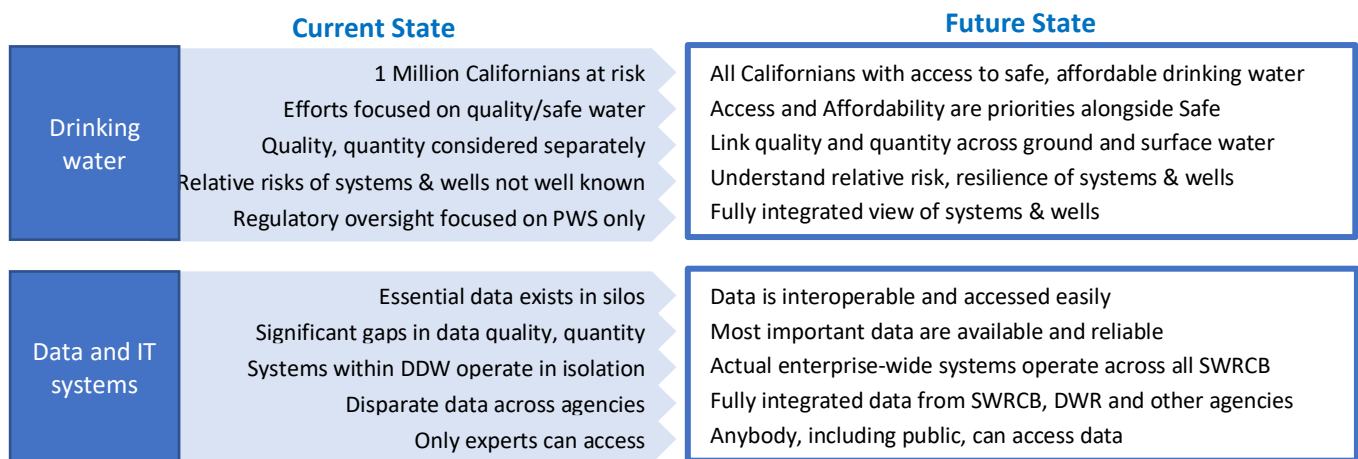 Current State
Future State
Drinking
water
1 Million Californians at risk
Efforts focused on quality/safe water
Quality, quantity considered separately
Relative risks of systems & wells not well known
Regulatory oversight focused on PWS only
All Californians with access to safe, affordable drinking water
Access and Affordability are priorities alongside Safe
Link quality and quantity across ground and surface water
Understand relative risk, resilience of systems & wells
Fully integrated view of systems & wells
Data and IT
systems
Essential data exists in silos
Significant gaps in data quality, quantity
Systems within DDW operate in isolation
Disparate data across agencies
Only experts can access
Data is interoperable and accessed easily
Most important data are available and reliable
Actual enterprise-wide systems operate across all SWRCB
Fully integrated data from SWRCB, DWR and other agencies
Anybody, including public, can access data